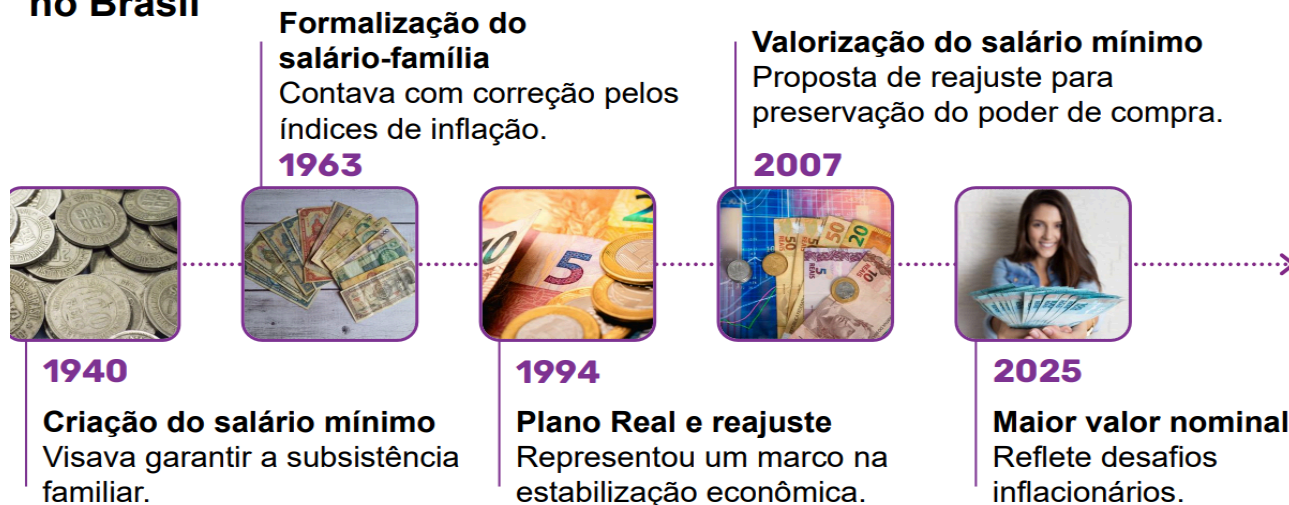 no Brasil
1940
Criação do salário mínimo
Visava garantir a subsistência
familiar.
Formalização do
salário-família
Contava com correção pelos
índices de inflação.
1963
1994
Plano Real e reajuste
Representou um marco na
estabilização econômica.
Valorização do salário mínimo
Proposta de reajuste para
preservação do poder de compra.
2007
2025
Maior valor nominal
Reflete desafios
inflacionários.